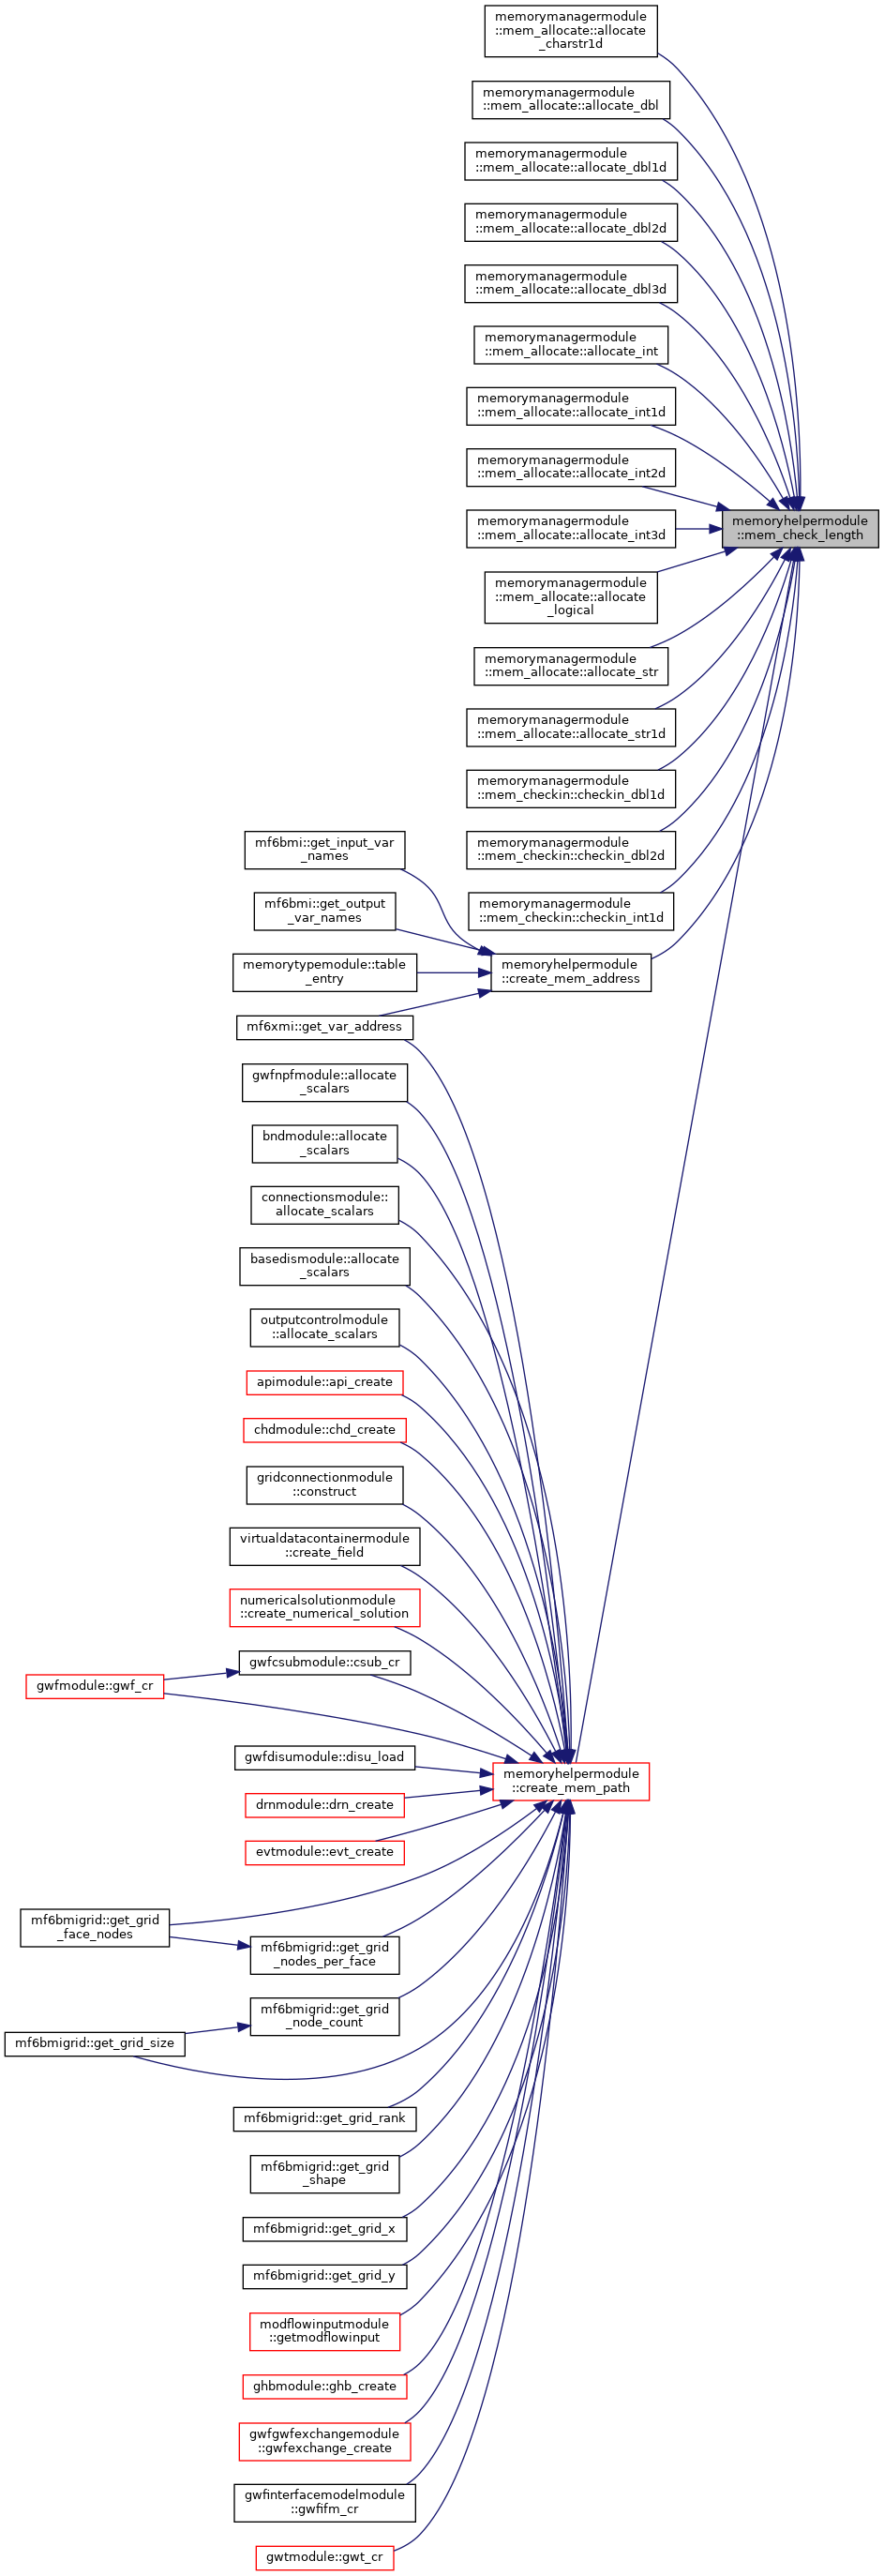 memorymanagermodule
::mem_allocate::allocate
_charstr1d
memorymanagermodule
::mem_allocate::allocate_dbl
memorymanagermodule
::mem_allocate::allocate_dbl1d
memorymanagermodule
::mem_allocate::allocate_dbl2d
memorymanagermodule
::mem_allocate::allocate_dbl3d
memorymanagermodule
::mem_allocate::allocate_int
memorymanagermodule
::mem_allocate::allocate_int1d
memorymanagermodule
::mem_allocate::allocate_int2d
memorymanagermodule
::mem_allocate::allocate_int3d
memoryhelpermodule
::mem_check_length
memorymanagermodule
::mem_allocate::allocate
_logical
memorymanagermodule
::mem_allocate::allocate_str
memorymanagermodule
::mem_allocate::allocate_str1d
memorymanagermodule
::mem_checkin::checkin_dbl1d
memorymanagermodule
::mem_checkin::checkin_dbl2d
memorymanagermodule
::mem_checkin::checkin_int1d
mf6bmi::get_input_var
_names
mf6bmi::get_output
_var_names
memorytypemodule::table
_entry
memoryhelpermodule
::create_mem_address
mf6xmi::get_var_address
gwfnpfmodule::allocate
_scalars
bndmodule::allocate
_scalars
connectionsmodule::
allocate_scalars
basedismodule::allocate
_scalars
outputcontrolmodule
::allocate_scalars
apimodule::api_create
chdmodule::chd_create
gridconnectionmodule
::construct
virtualdatacontainermodule
::create_field
numericalsolutionmodule
::create_numerical_solution
gwfcsubmodule::csub_cr
gwfmodule::gwf_cr
gwfdisumodule::disu_load
memoryhelpermodule
::create_mem_path
drnmodule::drn_create
evtmodule::evt_create
mf6bmigrid::get_grid
_face_nodes
mf6bmigrid::get_grid
_nodes_per_face
mf6bmigrid::get_grid
_node_count
mf6bmigrid::get_grid_size
mf6bmigrid::get_grid_rank
mf6bmigrid::get_grid
_shape
mf6bmigrid::get_grid_x
mf6bmigrid::get_grid_y
modflowinputmodule
::getmodflowinput
ghbmodule::ghb_create
gwfgwfexchangemodule
::gwfexchange_create
gwfinterfacemodelmodule
::gwfifm_cr
gwtmodule::gwt_cr